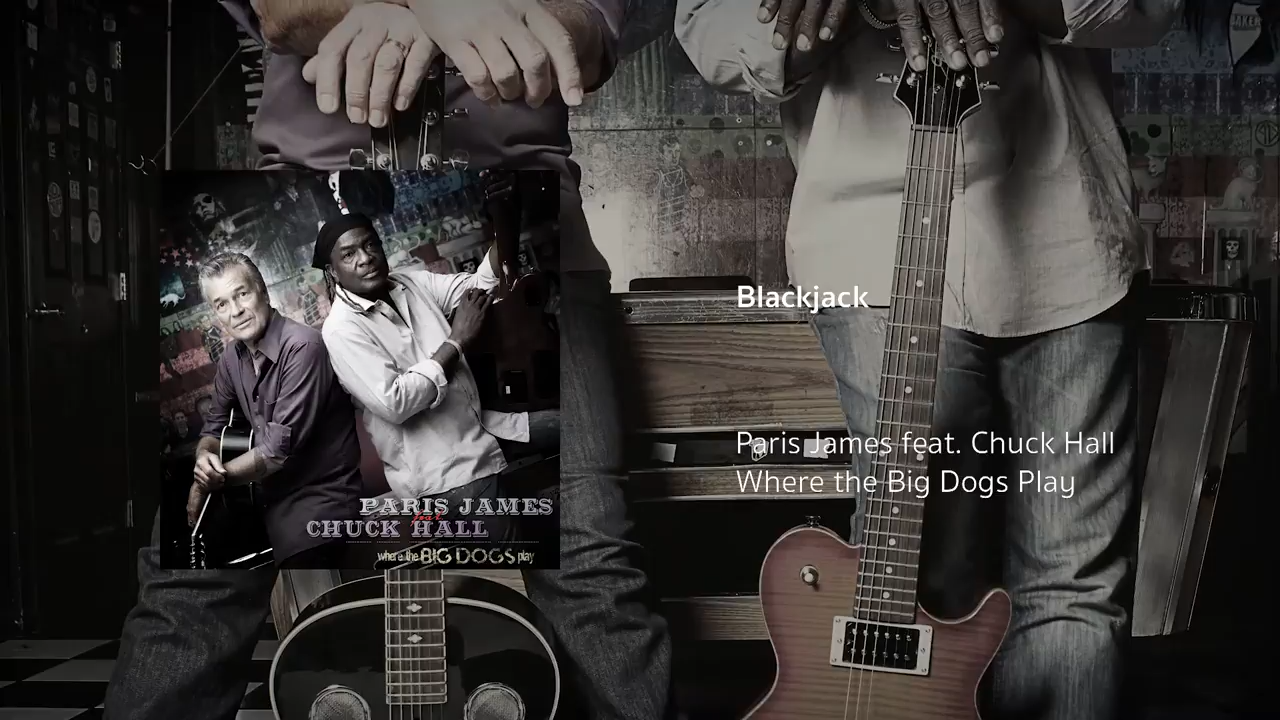 PARIS JAMES
feat.
CHUCK HALL
where the BIG DOGS play
Blackjack
Paris James feat. Chuck Hall
Where the Big Dogs Play